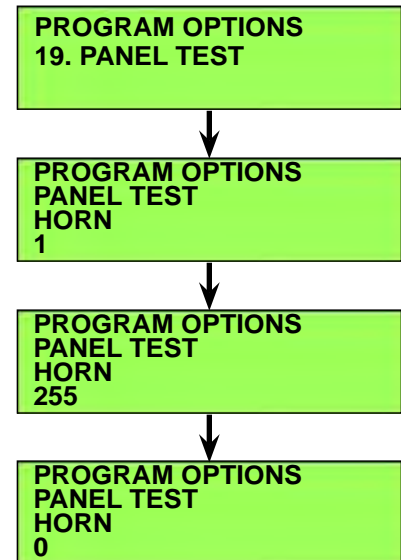 PROGRAM OPTIONS
19. PANEL TEST
PROGRAM OPTIONS
PANEL TEST
HORN
1
PROGRAM OPTIONS
PANEL TEST
HORN
255
PROGRAM OPTIONS
PANEL TEST
HORN
0